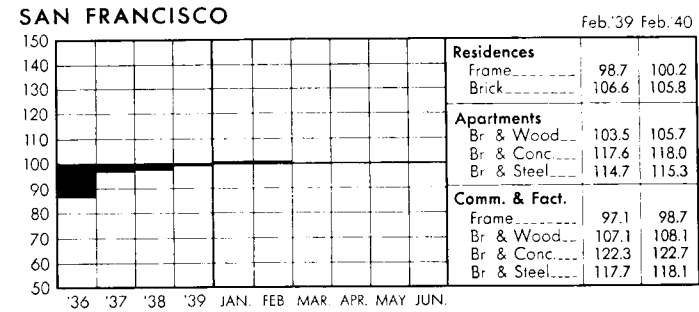 SAN FRANCISCO
Feb.'39 Feb.'40
150
140
130
120
110
100
90
80
70
60
50
'36 '37 '38 '39 JAN. FEB MAR. APR. MAY JUN.
Residences
Frame 98.7 100.2
Brick 106.6 105.8
Apartments
Br & Wood 103.5 105.7
Br & Conc. 117.6 118.0
Br & Steel 114.7 115.3
Comm. & Fact.
Frame 97.1 98.7
Br & Wood 107.1 108.1
Br & Conc. 122.3 122.7
Br & Steel 117.7 118.1